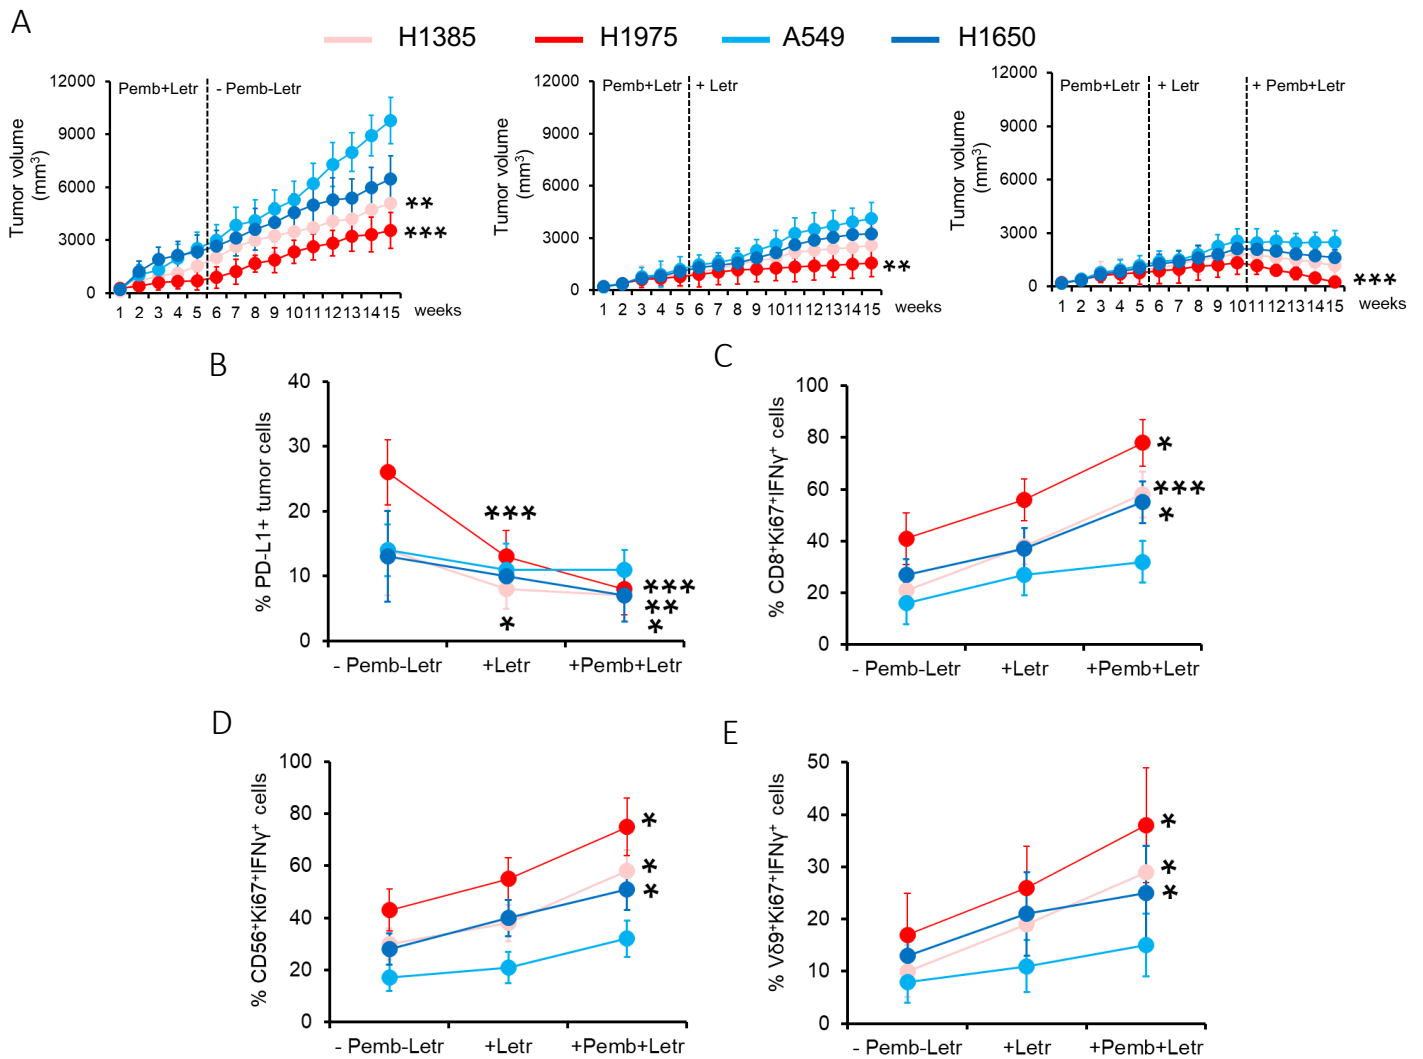 A
H1385 H1975 A549 H1650
Tumor volume
(mm³)
12000
9000
6000
3000
0
Pemb+Letr - Pemb-Letr
**
***
1 2 3 4 5 6 7 8 9 10 11 12 13 14 15 weeks
Tumor volume
(mm³)
12000
9000
6000
3000
0
Pemb+Letr + Letr
**
1 2 3 4 5 6 7 8 9 10 11 12 13 14 15 weeks
Tumor volume
(mm³)
12000
9000
6000
3000
0
Pemb+Letr + Letr + Pemb+Letr
***
1 2 3 4 5 6 7 8 9 10 11 12 13 14 15 weeks
B
% PD-L1+ tumor cells
40
30
20
10
0
***
*
***
**
*
- Pemb-Letr +Letr +Pemb+Letr
C
% CD8⁺Ki67⁺IFNγ⁺ cells
100
80
60
40
20
0
*
***
*
- Pemb-Letr +Letr +Pemb+Letr
D
% CD56⁺Ki67⁺IFNγ⁺ cells
100
80
60
40
20
0
*
*
*
- Pemb-Letr +Letr +Pemb+Letr
E
% Vδ9⁺Ki67⁺IFNγ⁺ cells
50
40
30
20
10
0
*
*
*
- Pemb-Letr +Letr +Pemb+Letr